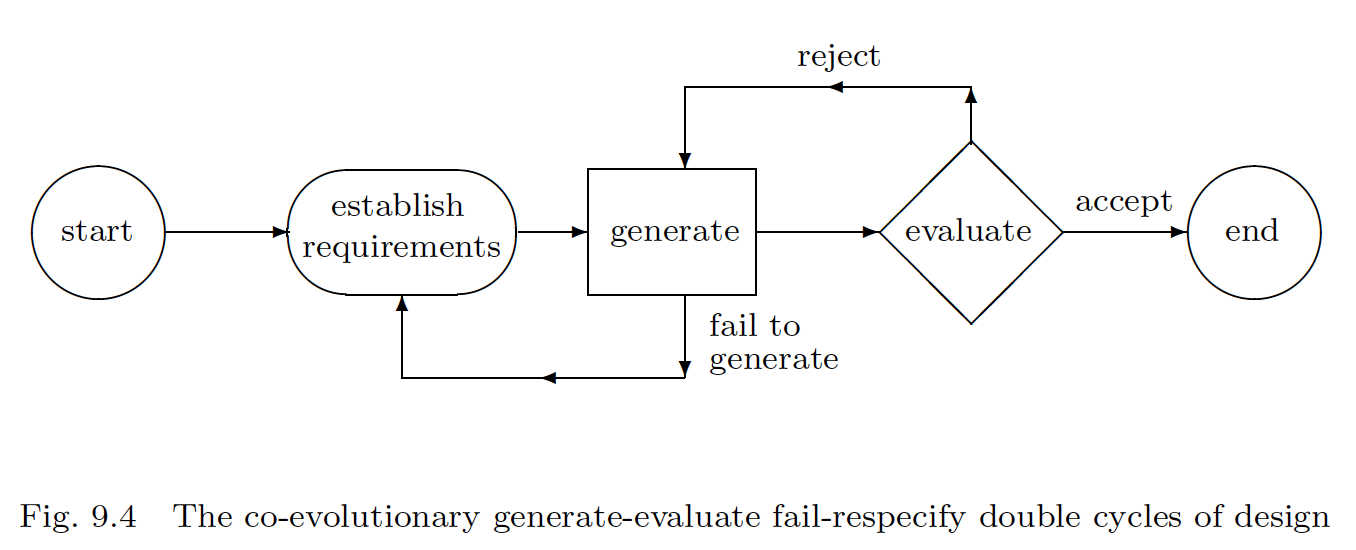 reject
start
establish
requirements
generate
evaluate
accept
end
fail to
generate
Fig. 9.4 The co-evolutionary generate-evaluate fail-respecify double cycles of design